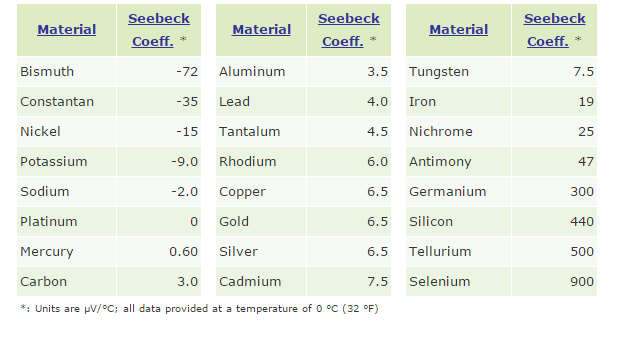 Material Seebeck Coeff. * Material Seebeck Coeff. * Material Seebeck Coeff. *
Bismuth -72 Aluminum 3.5 Tungsten 7.5
Constantan -35 Lead 4.0 Iron 19
Nickel -15 Tantalum 4.5 Nichrome 25
Potassium -9.0 Rhodium 6.0 Antimony 47
Sodium -2.0 Copper 6.5 Germanium 300
Platinum 0 Gold 6.5 Silicon 440
Mercury 0.60 Silver 6.5 Tellurium 500
Carbon 3.0 Cadmium 7.5 Selenium 900
*: Units are µV/°C; all data provided at a temperature of 0 °C (32 °F)